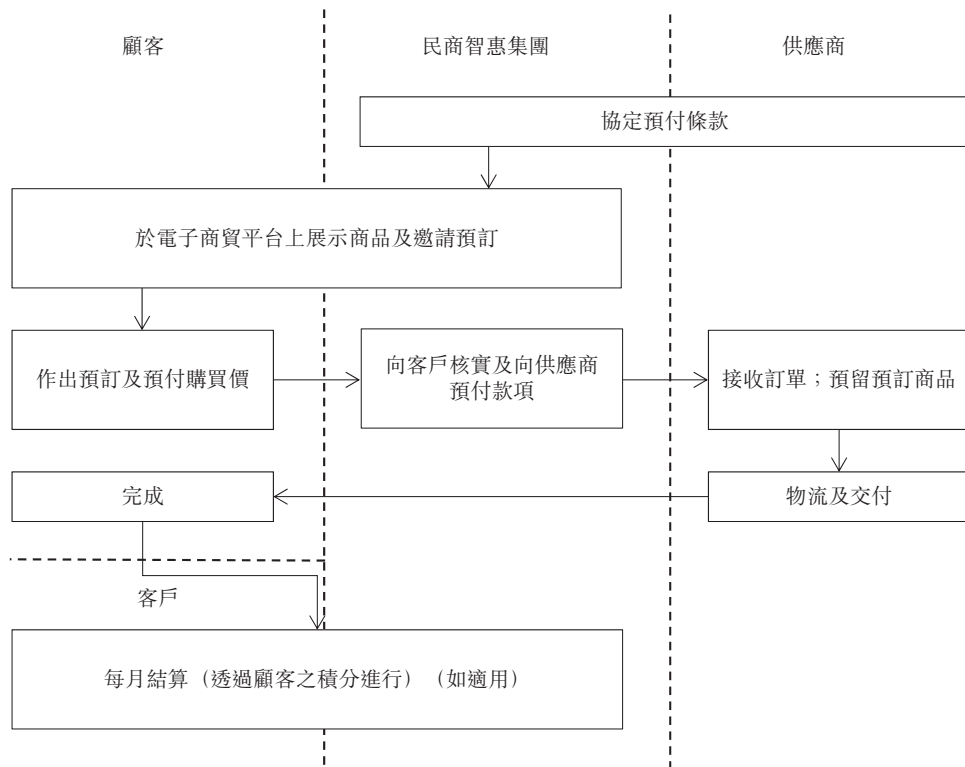 顧客
民商智惠集團
供應商
協定預付條款
於電子商貿平台上展示商品及邀請預訂
作出預訂及預付購買價
向客戶核實及向供應商
預付款項
接收訂單；預留預訂商品
完成
物流及交付
客戶
每月結算（透過顧客之積分進行）（如適用）